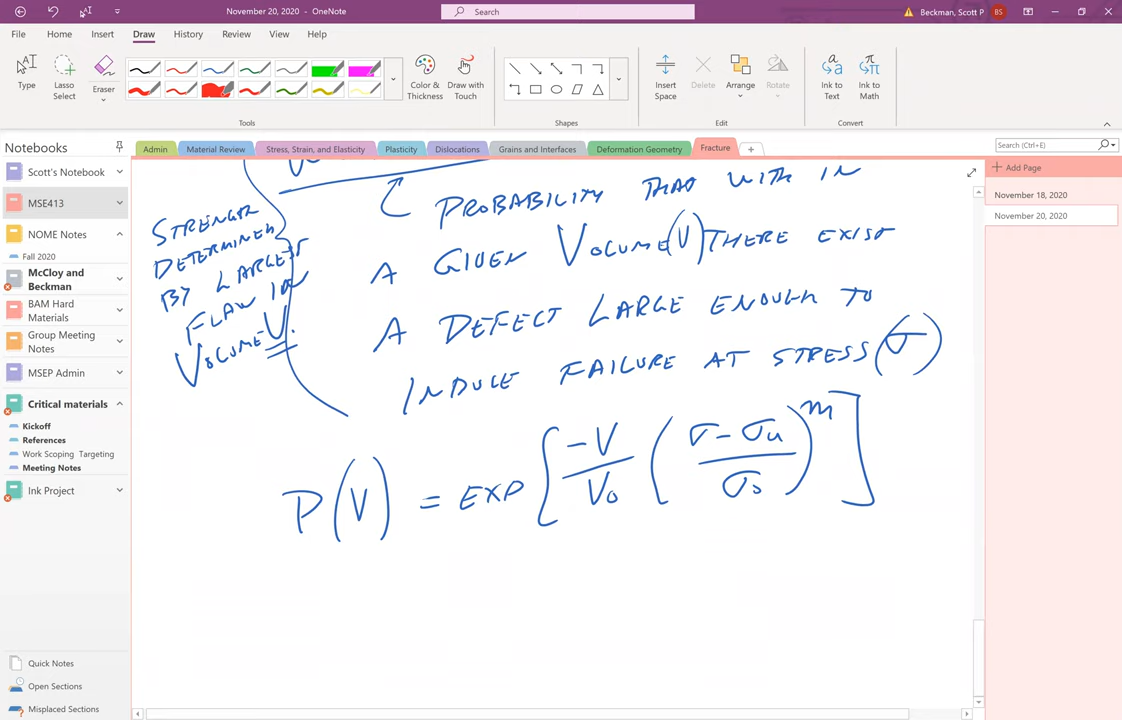 November 20, 2020 - OneNote
Search
Beckman, Scott P
BS
File Home Insert Draw History Review View Help
Type
Lasso Select
Eraser
Color & Thickness
Draw with Touch
Insert Space
Delete
Arrange
Rotate
Ink to Text
Ink to Math
Tools
Shapes
Edit
Convert
Notebooks
Admin
Material Review
Stress, Strain, and Elasticity
Plasticity
Dislocations
Grains and Interfaces
Deformation Geometry
Fracture
Search (Ctrl+E)
Scott's Notebook
MSE413
NOME Notes
Fall 2020
McCloy and Beckman
BAM Hard Materials
Group Meeting Notes
MSEP Admin
Critical materials
Kickoff
References
Work Scoping Targeting
Meeting Notes
Ink Project
Quick Notes
Open Sections
Misplaced Sections
Add Page
November 18, 2020
November 20, 2020
STRENGTH
DETERMINED
BY LARGEST
FLAW IN
VOLUME V.
PROBABILITY THAT WITH IN
A GIVEN VOLUME (V) THERE EXIST
A DEFECT LARGE ENOUGH TO
INDUCE FAILURE AT STRESS (σ)
P(V) = EXP [ -V/V₀ ( (σ - σu)/σ₀ )^m ]